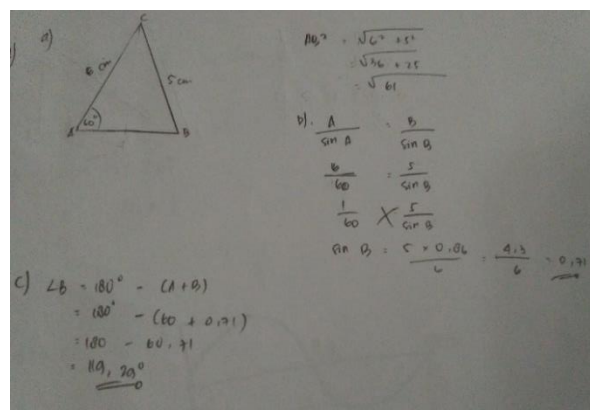 a)
C
6 cm
5 cm
60°
A
B
AB² = √6² + 5²
= √36 + 25
= √61
b). A/sin A = B/sin B
6/60 = 5/sin B
1/60 × 5/sin B
sin B = 5 × 0,86/6 = 4,3/6 = 0,71
c) ∠B = 180° - (A+B)
= 180° - (60 + 0,71)
= 180 - 60,71
= 119,29°